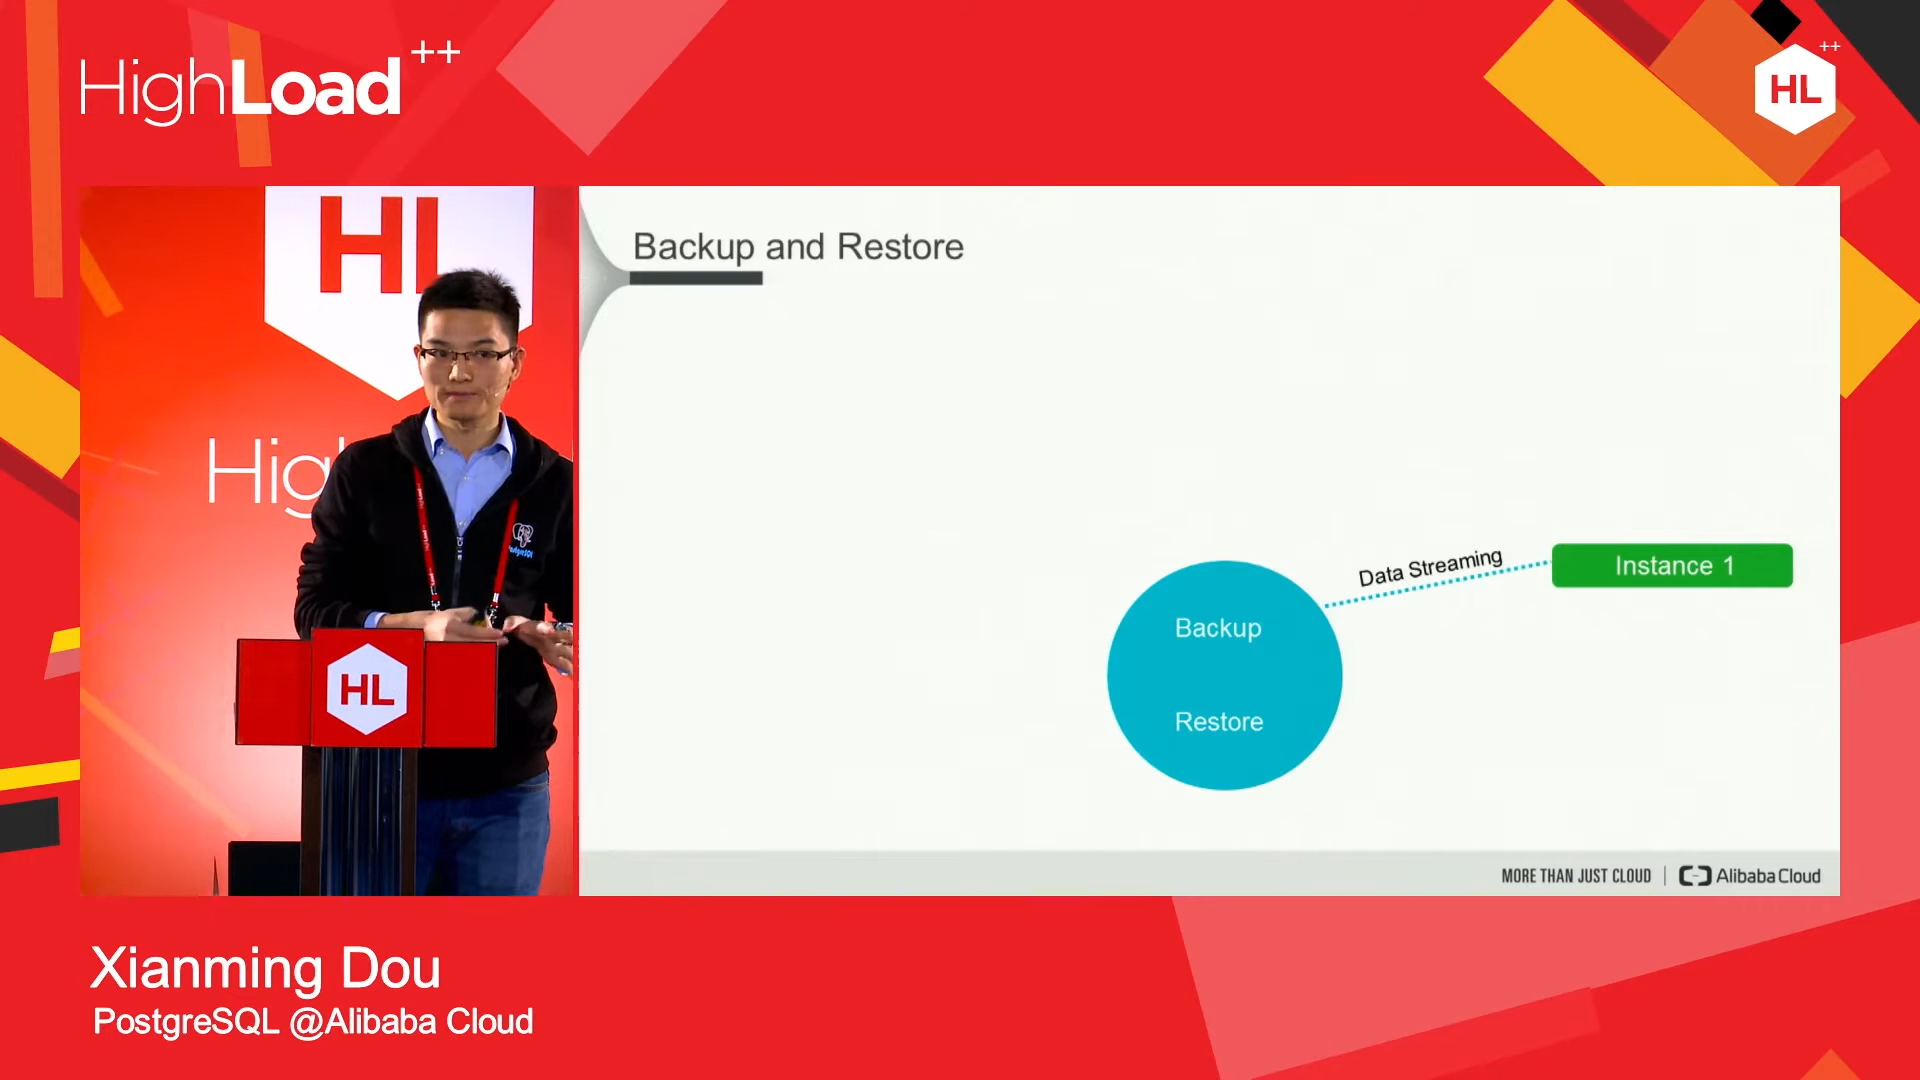 HighLoad++
HL++
HL
Hig
HL
Backup and Restore
Data Streaming
Instance 1
Backup
Restore
MORE THAN JUST CLOUD | Alibaba Cloud
Xianming Dou
PostgreSQL @Alibaba Cloud